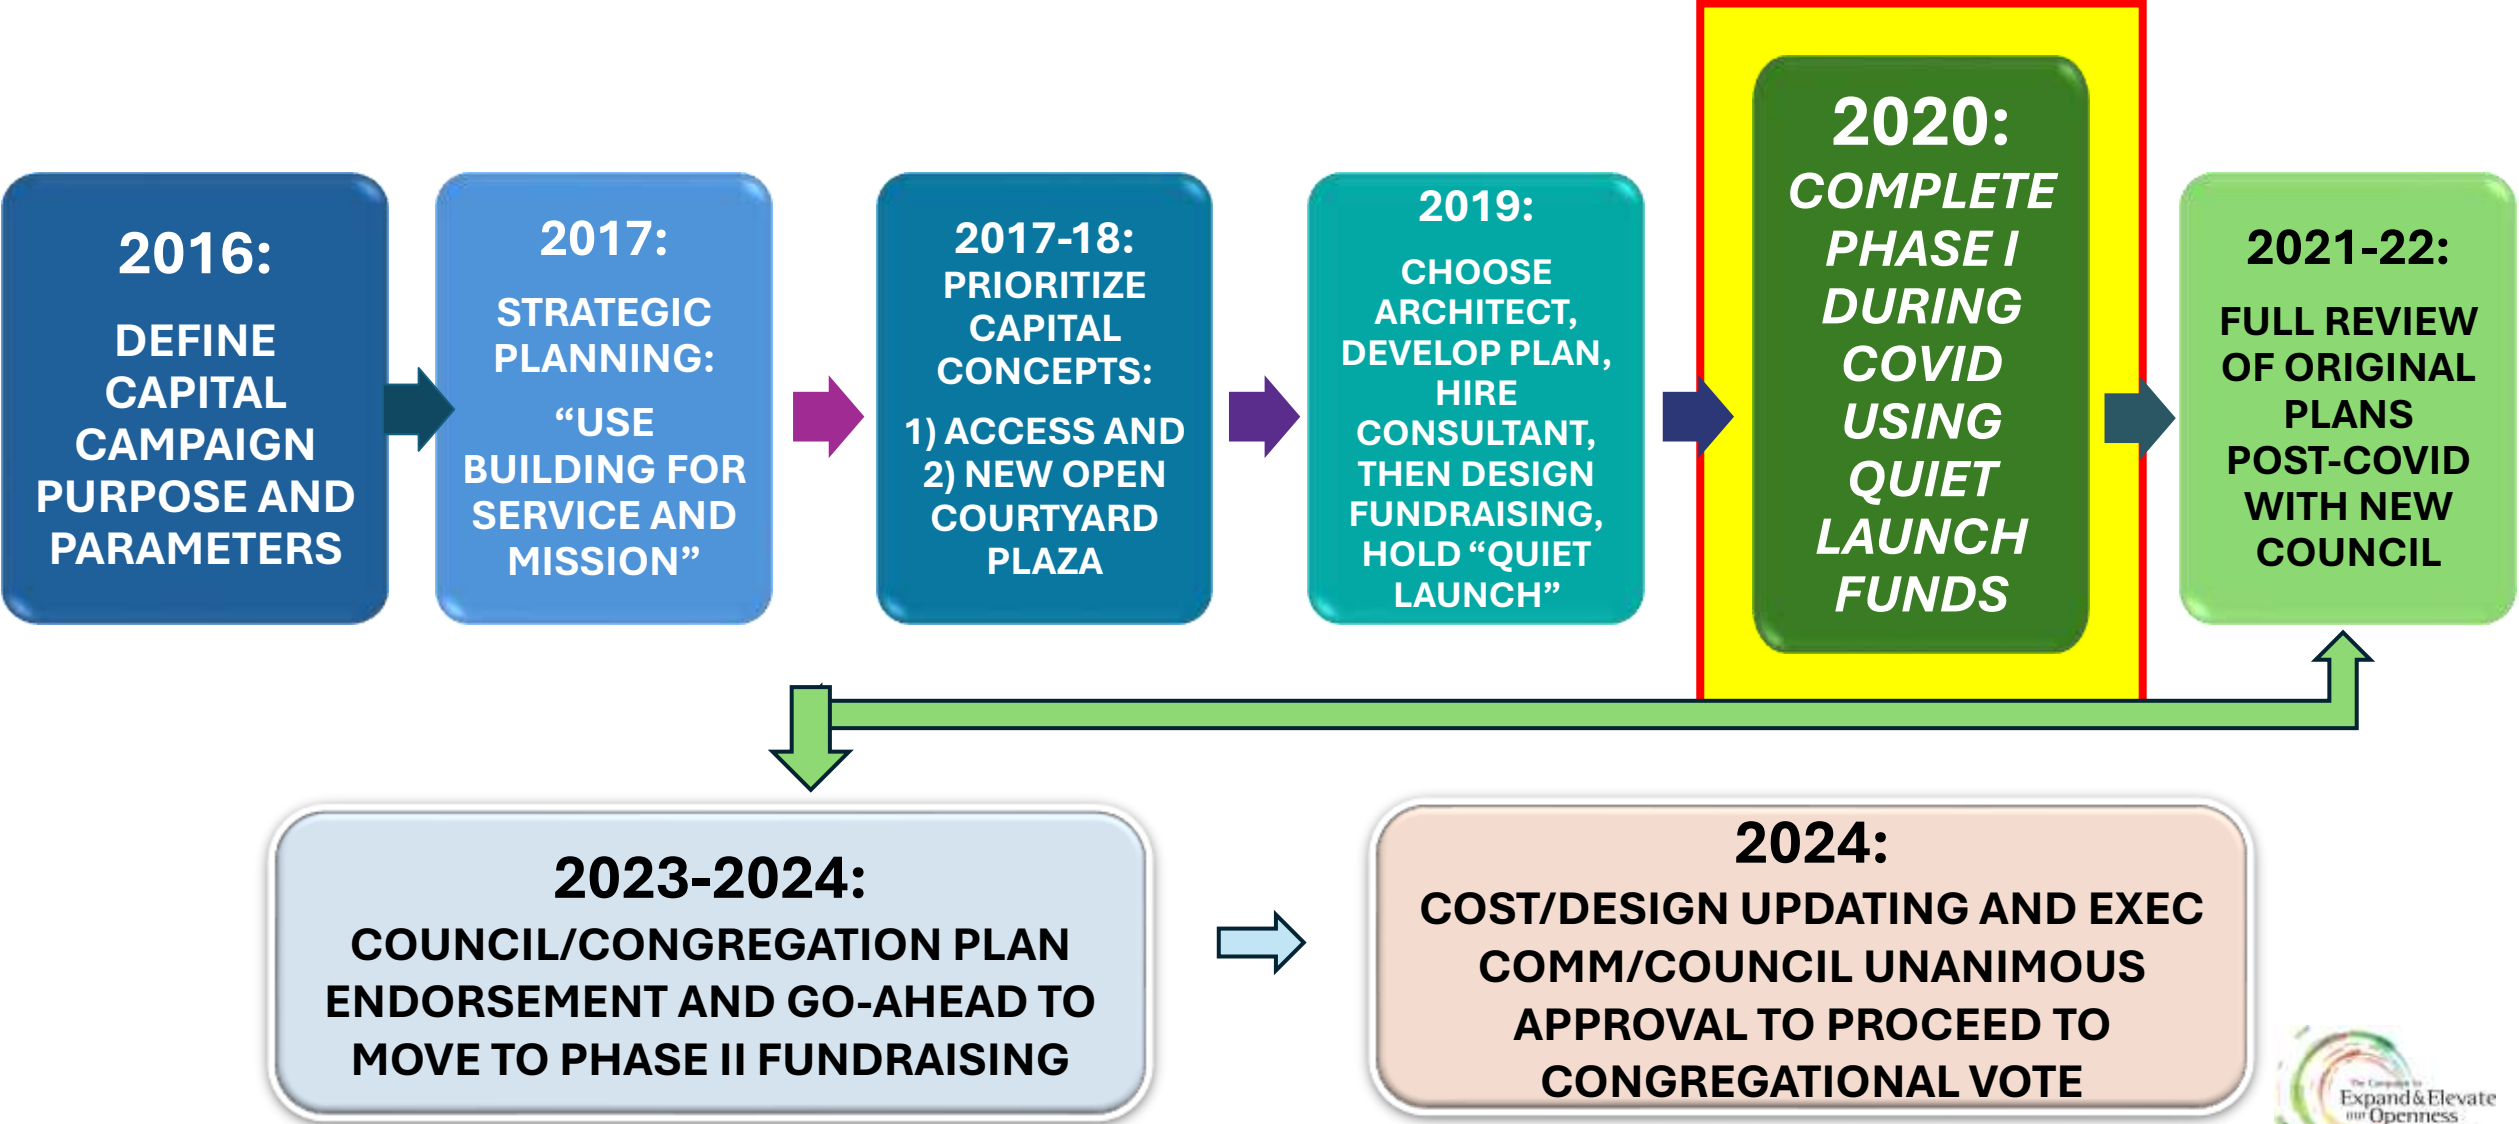 2016:
DEFINE
CAPITAL
CAMPAIGN
PURPOSE AND
PARAMETERS
2017:
STRATEGIC
PLANNING:
“USE
BUILDING FOR
SERVICE AND
MISSION”
2017-18:
PRIORITIZE
CAPITAL
CONCEPTS:
1) ACCESS AND
2) NEW OPEN
COURTYARD
PLAZA
2019:
CHOOSE
ARCHITECT,
DEVELOP PLAN,
HIRE
CONSULTANT,
THEN DESIGN
FUNDRAISING,
HOLD “QUIET
LAUNCH”
2020:
COMPLETE
PHASE I
DURING
COVID
USING
QUIET
LAUNCH
FUNDS
2021-22:
FULL REVIEW
OF ORIGINAL
PLANS
POST-COVID
WITH NEW
COUNCIL
2023-2024:
COUNCIL/CONGREGATION PLAN
ENDORSEMENT AND GO-AHEAD TO
MOVE TO PHASE II FUNDRAISING
2024:
COST/DESIGN UPDATING AND EXEC
COMM/COUNCIL UNANIMOUS
APPROVAL TO PROCEED TO
CONGREGATIONAL VOTE
The Campaign to
Expand & Elevate
our Openness